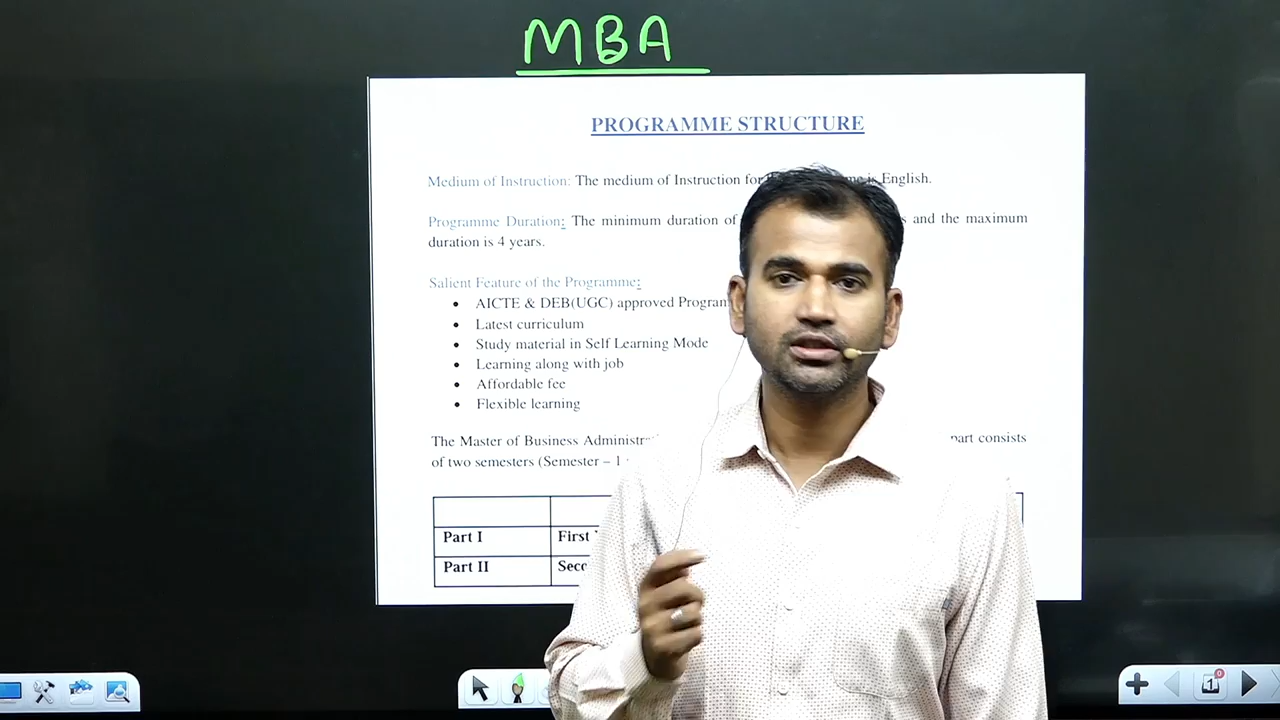 MBA
PROGRAMME STRUCTURE
Medium of Instruction: The medium of Instruction for is English.
Programme Duration: The minimum duration of and the maximum
duration is 4 years.
Salient Feature of the Programme:
AICTE & DEB(UGC) approved
Latest curriculum
Study material in Self Learning Mode
Learning along with job
Affordable fee
Flexible learning
The Master of Business part consists
of two semesters (Semester – 1
Part I First
Part II
1